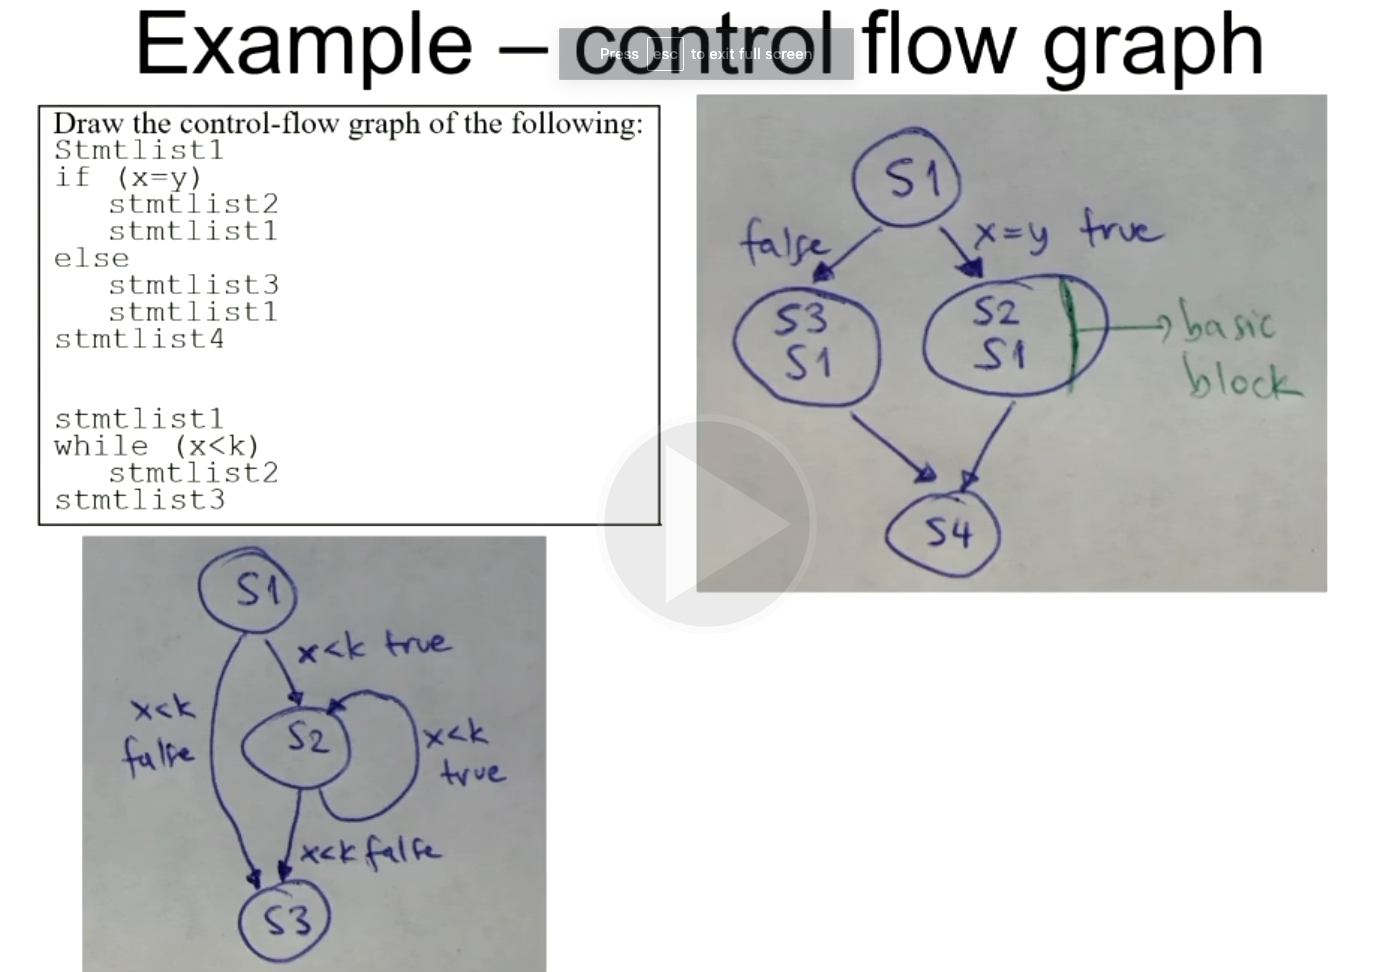 Example – control flow graph
Press esc to exit full screen
Draw the control-flow graph of the following:
Stmtlist1
if (x=y)
stmtlist2
stmtlist1
else
stmtlist3
stmtlist1
stmtlist4
stmtlist1
while (x<k)
stmtlist2
stmtlist3
S1
false
x=y true
S3
S1
S2
S1
basic
block
S4
S1
x<k true
x<k
false
S2
x<k
true
x<k false
S3